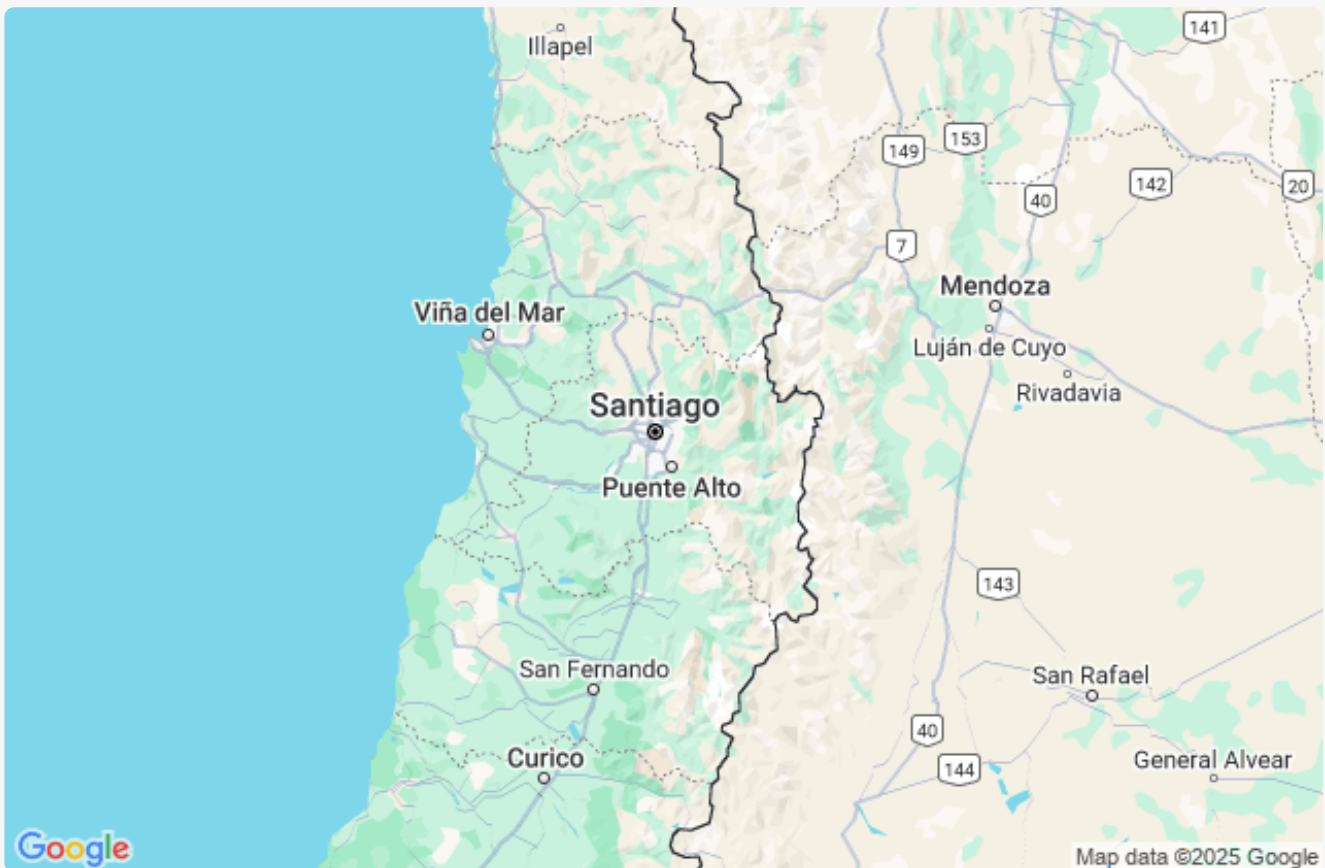 Illapel
141
153
149
142
20
40
7
Mendoza
Viña del Mar
Luján de Cuyo
Rivadavia
Santiago
Puente Alto
143
San Fernando
San Rafael
40
Curico
144
General Alvear
Google
Map data ©2025 Google